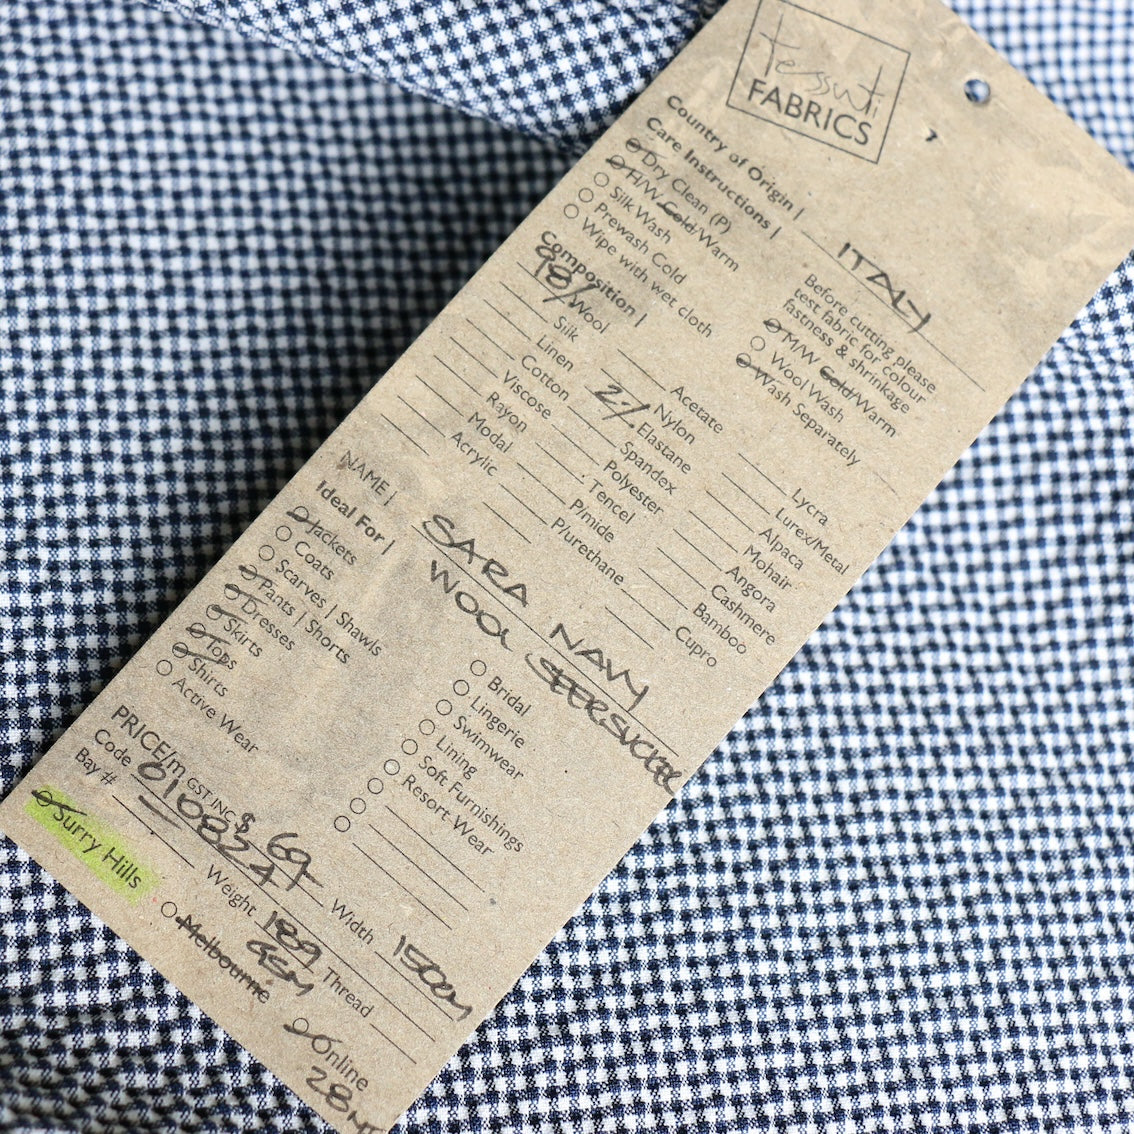 tessuti
FABRICS
Country of Origin | ITALY
Care Instructions |
Dry Clean (P)
H/W Cold/Warm
Silk Wash
Prewash Cold
Wipe with wet cloth
Before cutting please
test fabric for colour
fastness & shrinkage
M/W Cold/Warm
Wool Wash
Wash Separately
Composition |
98% Wool
Silk
Linen
Cotton
Viscose
Rayon
Modal
Acrylic
Acetate
Nylon
2% Elastane
Spandex
Polyester
Tencel
P/mide
P/urethane
Lycra
Lurex/Metal
Alpaca
Mohair
Angora
Cashmere
Bamboo
Cupro
NAME | SARA NAVY
WOOL SEERSUCKER
Ideal For |
Jackets
Coats
Scarves | Shawls
Pants | Shorts
Dresses
Skirts
Tops
Shirts
Active Wear
Bridal
Lingerie
Swimwear
Lining
Soft Furnishings
Resort Wear
PRICE/m GST INC $ 69
Code 0108224
Bay #
Width 150cm
Weight 189
GSM
Thread
Surry Hills
Melbourne
Online